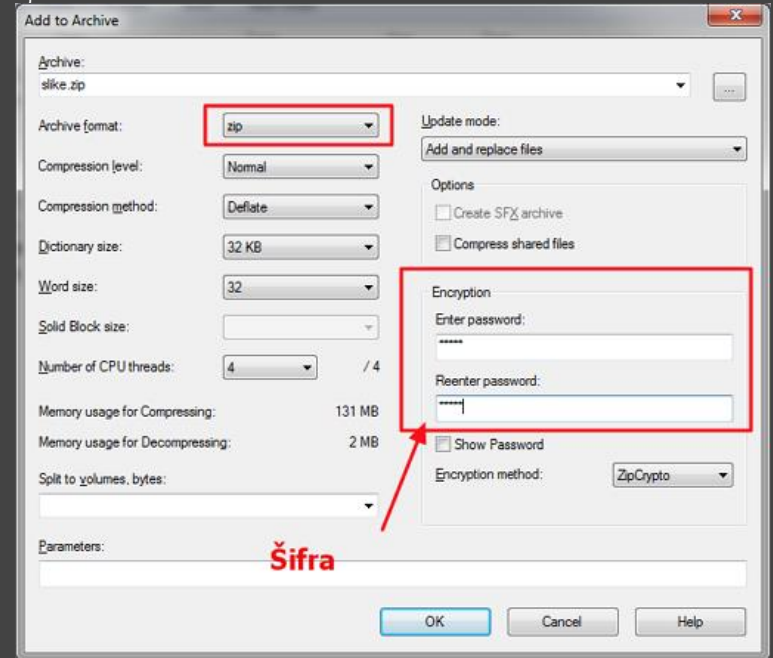 Add to Archive
Archive:
slike.zip
...
Archive format:
zip
Compression level:
Normal
Compression method:
Deflate
Dictionary size:
32 KB
Word size:
32
Solid Block size:
Number of CPU threads:
4
/ 4
Memory usage for Compressing:
131 MB
Memory usage for Decompressing:
2 MB
Split to volumes, bytes:
Parameters:
Update mode:
Add and replace files
Options
Create SFX archive
Compress shared files
Encryption
Enter password:
*****
Reenter password:
*****
Show Password
Encryption method:
ZipCrypto
Šifra
OK
Cancel
Help